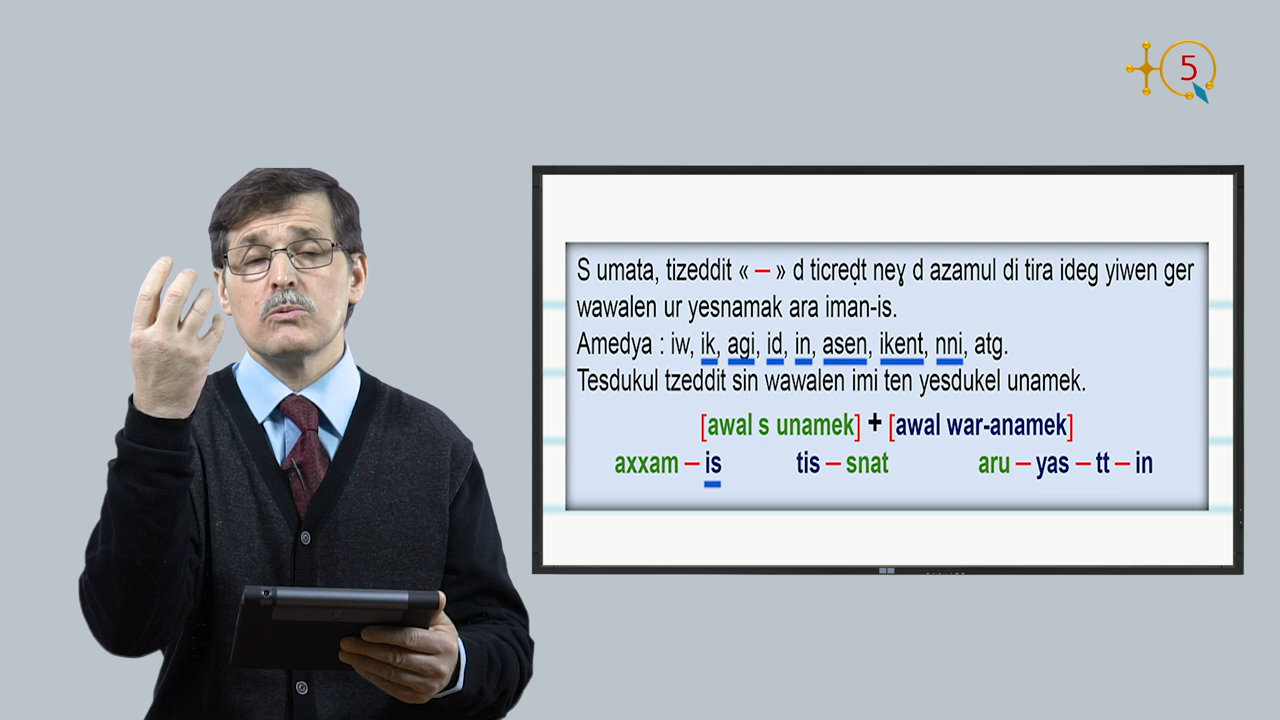 5
S umata, tizeddit « – » d ticreḍt neɣ d azamul di tira ideg yiwen ger
wawalen ur yesnamak ara iman-is.
Amedya : iw, ik, agi, id, in, asen, ikent, nni, atg.
Tesdukul tzeddit sin wawalen imi ten yesdukel unamek.
[awal s unamek] + [awal war-anamek]
axxam – is tis – snat aru – yas – tt – in